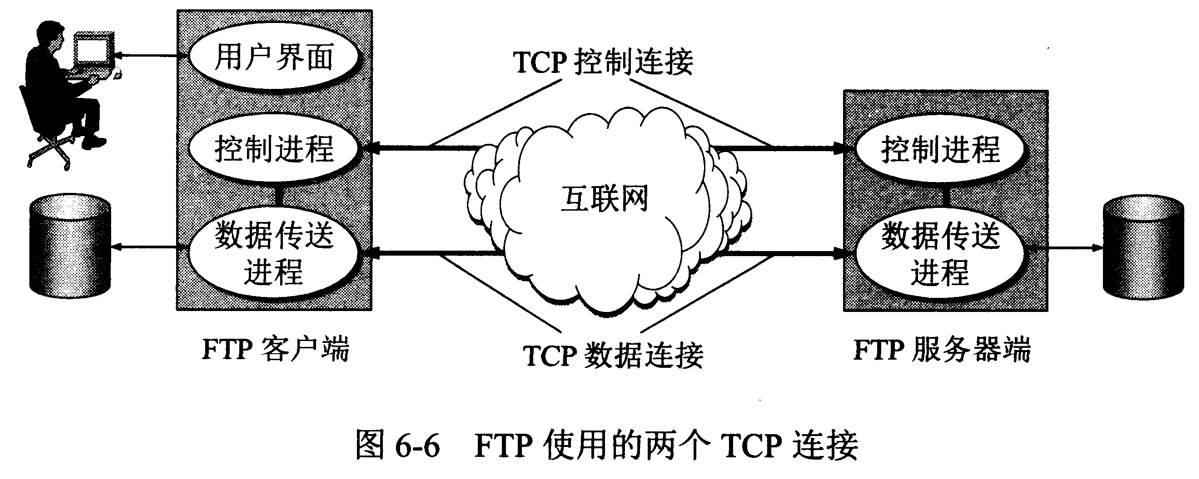 用户界面
TCP 控制连接
控制进程
控制进程
互联网
数据传送
进程
数据传送
进程
FTP 客户端
TCP 数据连接
FTP 服务器端
图 6-6 FTP 使用的两个 TCP 连接